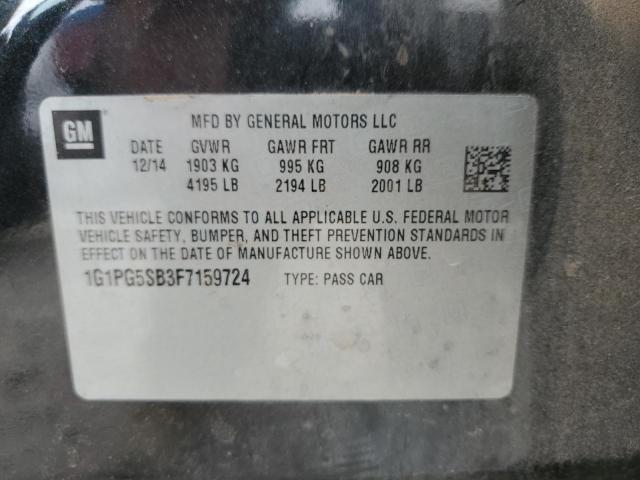 GM
MFD BY GENERAL MOTORS LLC
DATE GVWR GAWR FRT GAWR RR
12/14 1903 KG 995 KG 908 KG
4195 LB 2194 LB 2001 LB
THIS VEHICLE CONFORMS TO ALL APPLICABLE U.S. FEDERAL MOTOR
VEHICLE SAFETY, BUMPER, AND THEFT PREVENTION STANDARDS IN
EFFECT ON THE DATE OF MANUFACTURE SHOWN ABOVE.
1G1PG5SB3F7159724 TYPE: PASS CAR